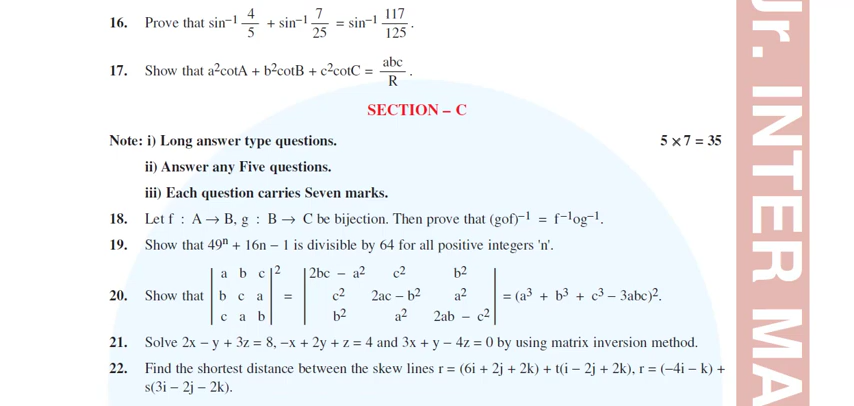 16. Prove that sin⁻¹ 4/5 + sin⁻¹ 7/25 = sin⁻¹ 117/125 .
17. Show that a²cotA + b²cotB + c²cotC = abc/R .
SECTION – C
Note: i) Long answer type questions. 5 × 7 = 35
ii) Answer any Five questions.
iii) Each question carries Seven marks.
18. Let f : A → B, g : B → C be bijection. Then prove that (gof)⁻¹ = f⁻¹og⁻¹.
19. Show that 49ⁿ + 16n – 1 is divisible by 64 for all positive integers 'n'.
20. Show that | a b c ; b c a ; c a b |² = | 2bc – a² c² b² ; c² 2ac – b² a² ; b² a² 2ab – c² | = (a³ + b³ + c³ – 3abc)².
21. Solve 2x – y + 3z = 8, –x + 2y + z = 4 and 3x + y – 4z = 0 by using matrix inversion method.
22. Find the shortest distance between the skew lines r = (6i + 2j + 2k) + t(i – 2j + 2k), r = (–4i – k) +
s(3i – 2j – 2k).
Jr. INTER MA